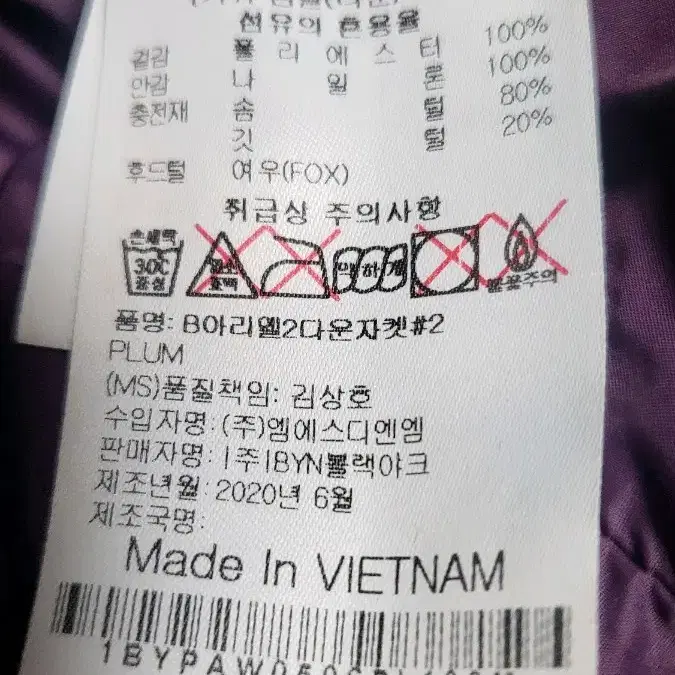 섬유의 혼용율
겉감 폴리에스터 100%
안감 나일론 100%
충전재 솜털 80%
깃털 20%
후드털 여우(FOX)
취급상 주의사항
손세탁 30℃ 중성 염소 표백 약하게 불꽃주의
품명: B아리엘2다운자켓#2
PLUM
(MS)품질책임: 김상호
수입자명: (주)엠에스디엔엠
판매자명: (주)BYN블랙야크
제조년월: 2020년 6월
제조국명:
Made In VIETNAM